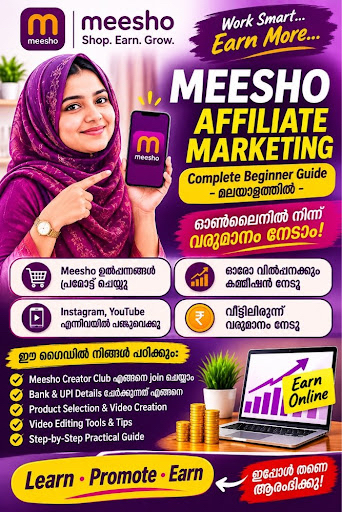 meesho
meesho
Shop. Earn. Grow.
Work Smart...
Earn More...
meesho
MEESHO
AFFILIATE
MARKETING
Complete Beginner Guide
- മലയാളത്തിൽ -
ഓൺലൈനിൽ നിന്ന്
വരുമാനം നേടാം!
Meesho ഉൽപ്പന്നങ്ങൾ
പ്രമോട്ട് ചെയ്യൂ
ഓരോ വിൽപ്പനക്കും
കമ്മീഷൻ നേടൂ
Instagram, YouTube
എന്നിവയിൽ പങ്കുവെക്കൂ
വീട്ടിലിരുന്ന്
വരുമാനം നേടൂ
ഈ ഗൈഡിൽ നിങ്ങൾ പഠിക്കും:
Meesho Creator Club എങ്ങനെ join ചെയ്യാം
Bank & UPI Details ചേർക്കുന്നത് എങ്ങനെ
Product Selection & Video Creation
Video Editing Tools & Tips
Step-by-Step Practical Guide
Earn
Online
Learn • Promote • Earn
ഇപ്പോൾ തന്നെ
ആരംഭിക്കൂ!